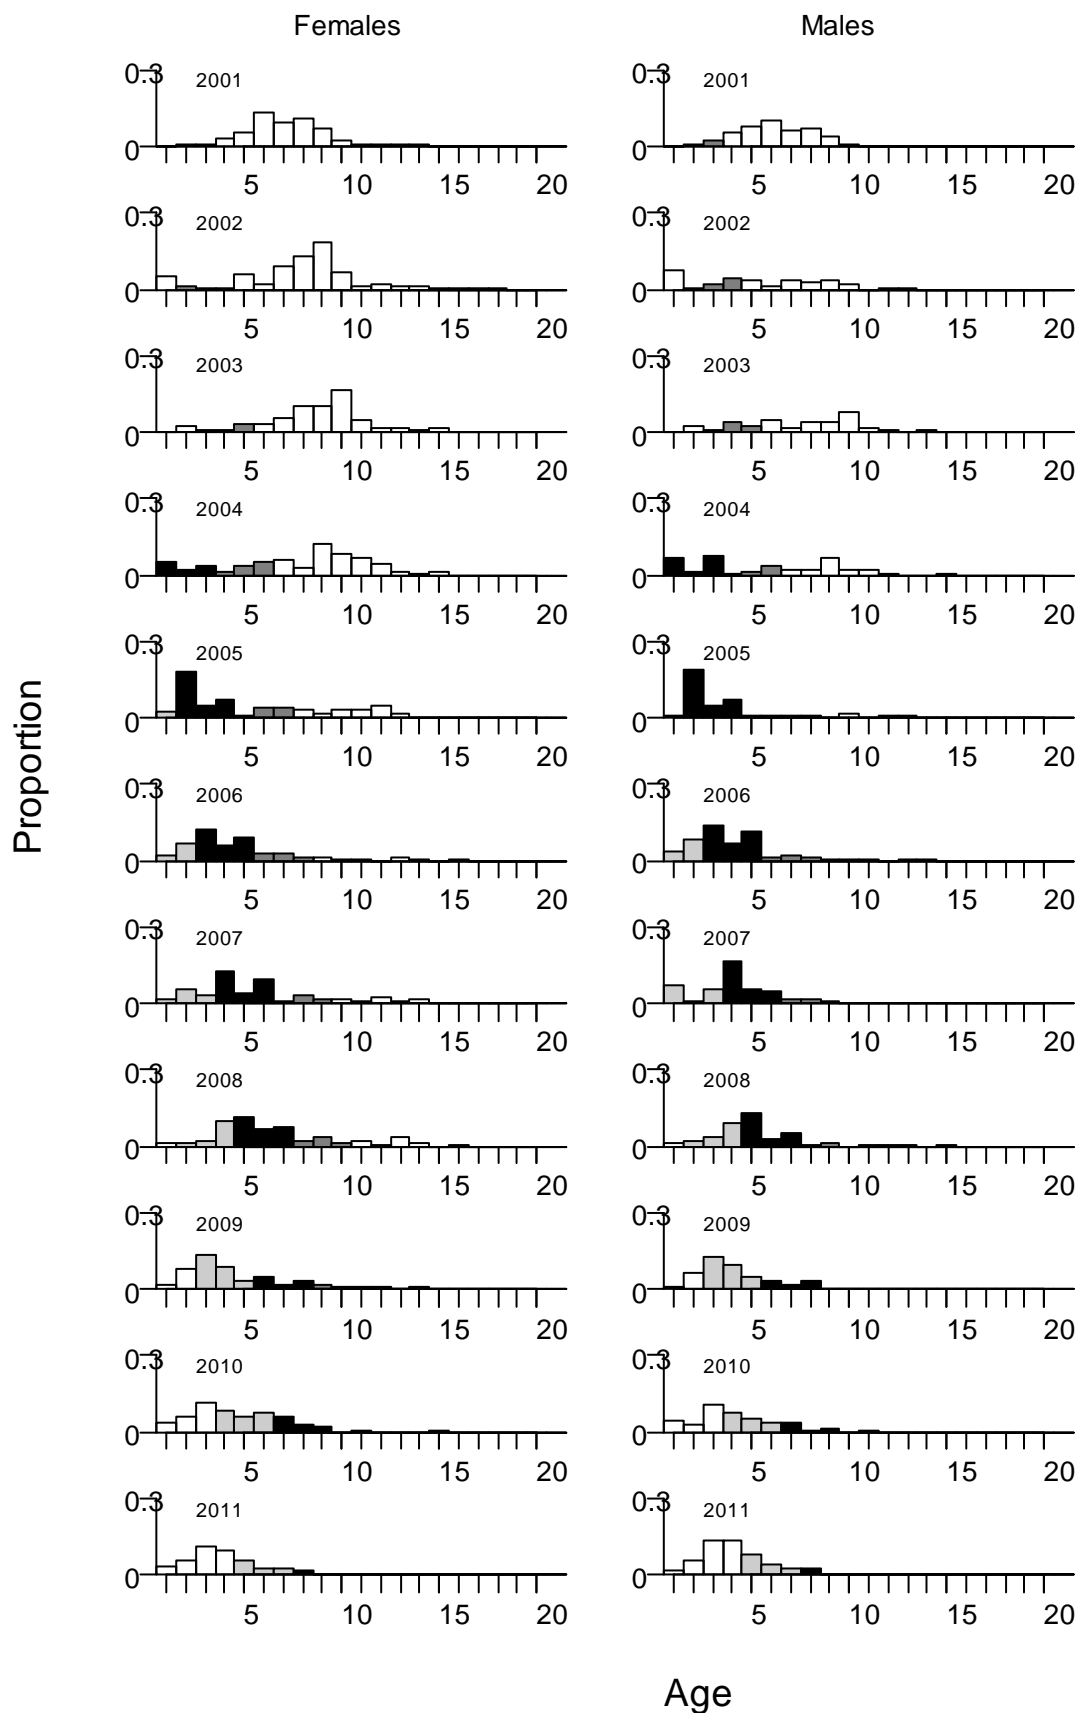 Females Males
0.3 2001 0.3 2001
0 0
5 10 15 20 5 10 15 20
0.3 2002 0.3 2002
0 0
5 10 15 20 5 10 15 20
0.3 2003 0.3 2003
0 0
5 10 15 20 5 10 15 20
0.3 2004 0.3 2004
0 0
5 10 15 20 5 10 15 20
0.3 2005 0.3 2005
0 0
5 10 15 20 5 10 15 20
0.3 2006 0.3 2006
0 0
5 10 15 20 5 10 15 20
0.3 2007 0.3 2007
0 0
5 10 15 20 5 10 15 20
0.3 2008 0.3 2008
0 0
5 10 15 20 5 10 15 20
0.3 2009 0.3 2009
0 0
5 10 15 20 5 10 15 20
0.3 2010 0.3 2010
0 0
5 10 15 20 5 10 15 20
0.3 2011 0.3 2011
0 0
5 10 15 20 5 10 15 20
Proportion
Age